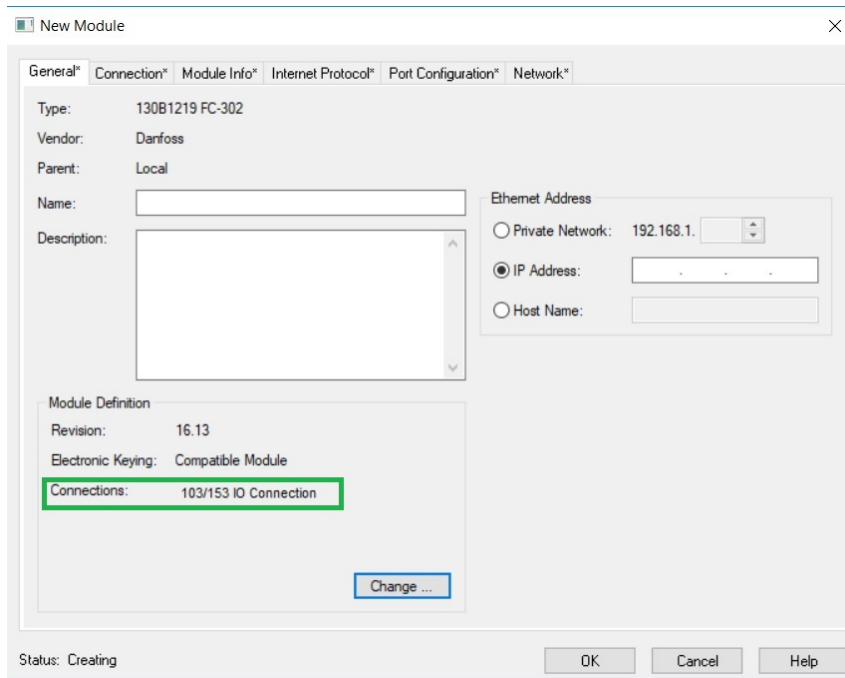 New Module
General* Connection* Module Info* Internet Protocol* Port Configuration* Network*
Type: 130B1219 FC-302
Vendor: Danfoss
Parent: Local
Name:
Description:
Ethernet Address
Private Network: 192.168.1.
IP Address: . . .
Host Name:
Module Definition
Revision: 16.13
Electronic Keying: Compatible Module
Connections: 103/153 IO Connection
Change ...
Status: Creating
OK Cancel Help